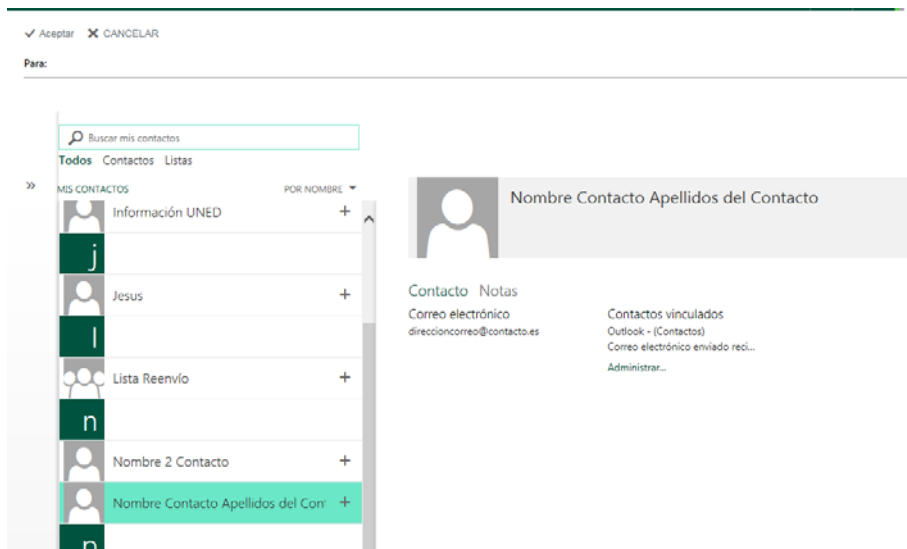 Aceptar CANCELAR
Para:
Buscar mis contactos
Todos Contactos Listas
MIS CONTACTOS POR NOMBRE
Información UNED
j
Jesus
l
Lista Reenvío
n
Nombre 2 Contacto
Nombre Contacto Apellidos del Con
Nombre Contacto Apellidos del Contacto
Contacto Notas
Correo electrónico
direccioncorreo@contacto.es
Contactos vinculados
Outlook - (Contactos)
Correo electrónico enviado reci...
Administrar...